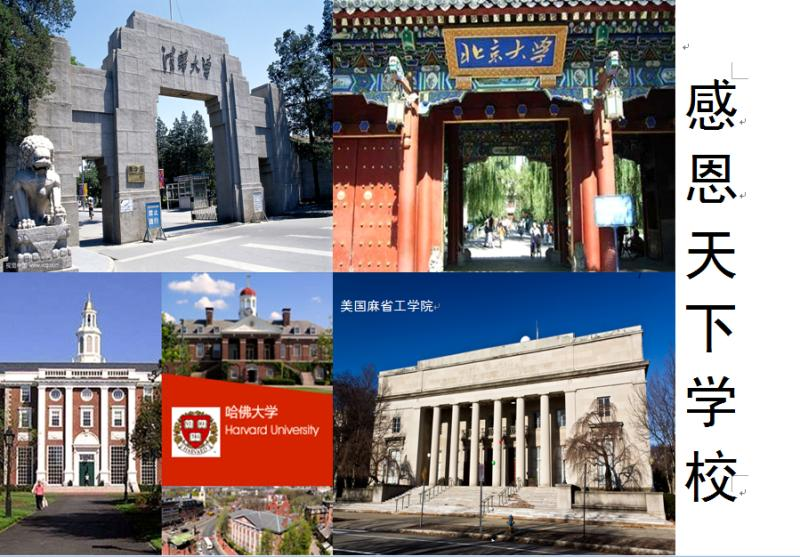 清華大学
北京大学
美国麻省工学院
哈佛大学
Harvard University
感
恩
天
下
学
校